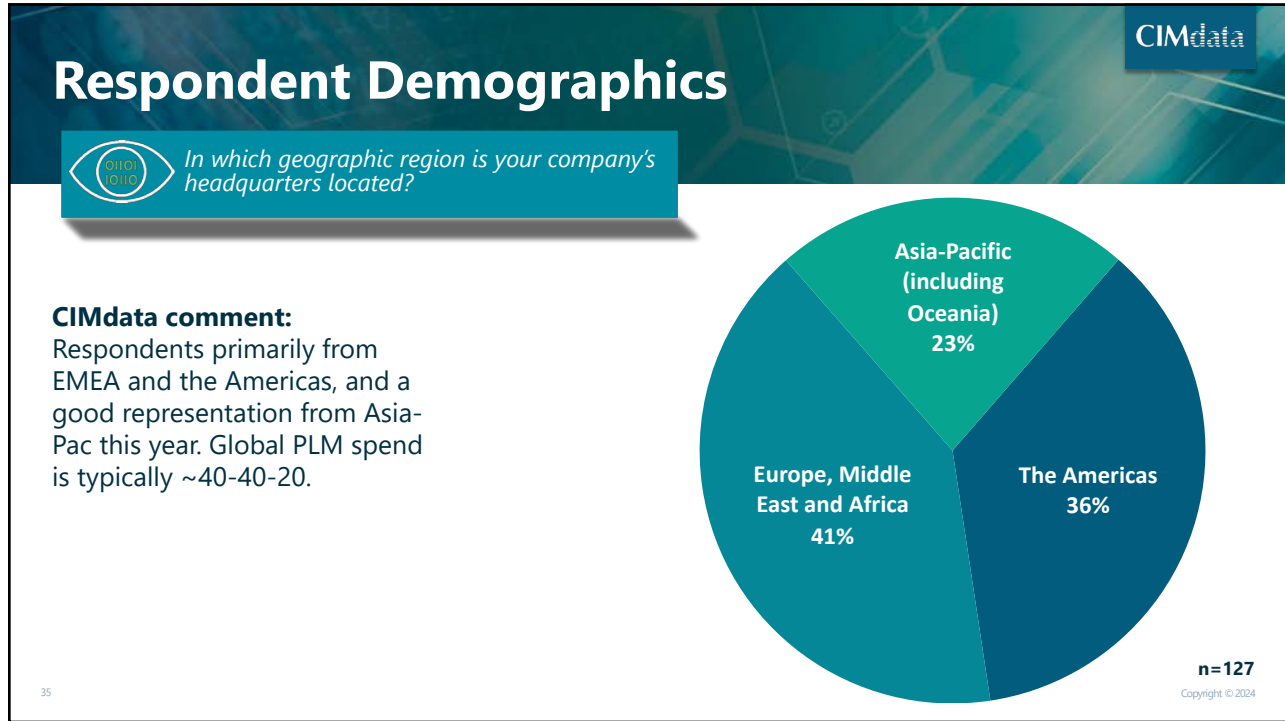 CIMdata
Respondent Demographics
01101
10110
In which geographic region is your company's
headquarters located?
CIMdata comment:
Respondents primarily from
EMEA and the Americas, and a
good representation from Asia-
Pac this year. Global PLM spend
is typically ~40-40-20.
Asia-Pacific
(including
Oceania)
23%
Europe, Middle
East and Africa
41%
The Americas
36%
n=127
35
Copyright © 2024